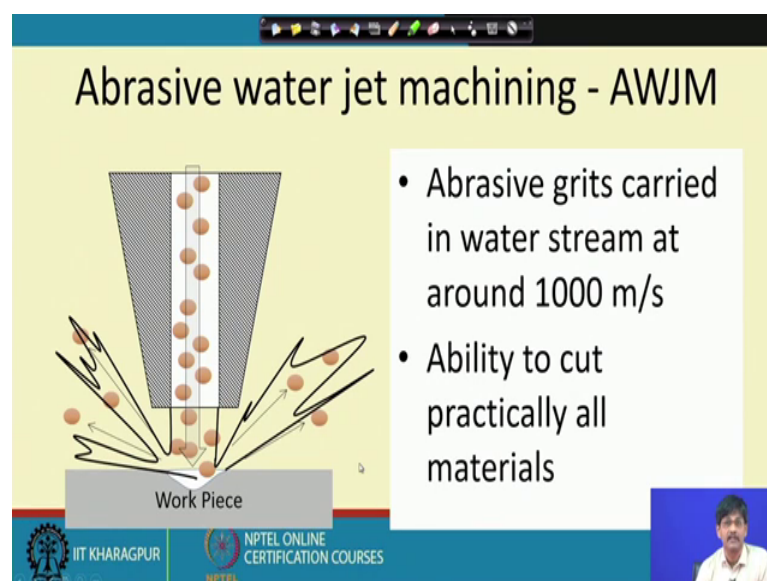 Abrasive water jet machining - AWJM
• Abrasive grits carried
in water stream at
around 1000 m/s
• Ability to cut
practically all
materials
Work Piece
IIT KHARAGPUR
NPTEL ONLINE
CERTIFICATION COURSES
NPTEL